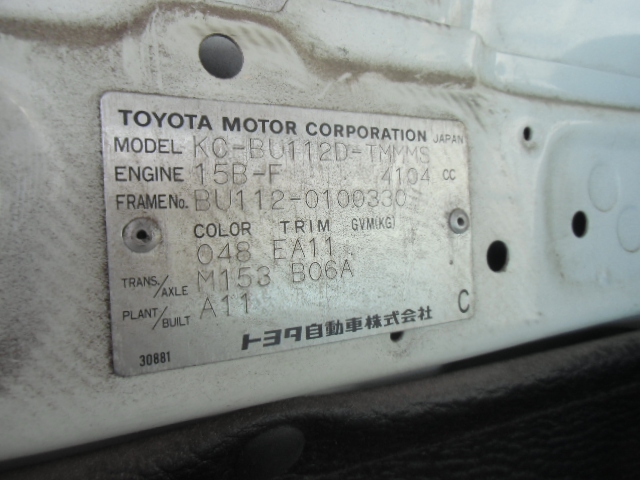 TOYOTA MOTOR CORPORATION JAPAN
MODEL KC-BU112D-TMMMS
ENGINE 15B-F 4104 CC
FRAME No. BU112-0100330
COLOR TRIM GVM(KG)
048 EA11
TRANS./AXLE M153 B06A
PLANT/BUILT A11
C
トヨタ自動車株式会社
30881